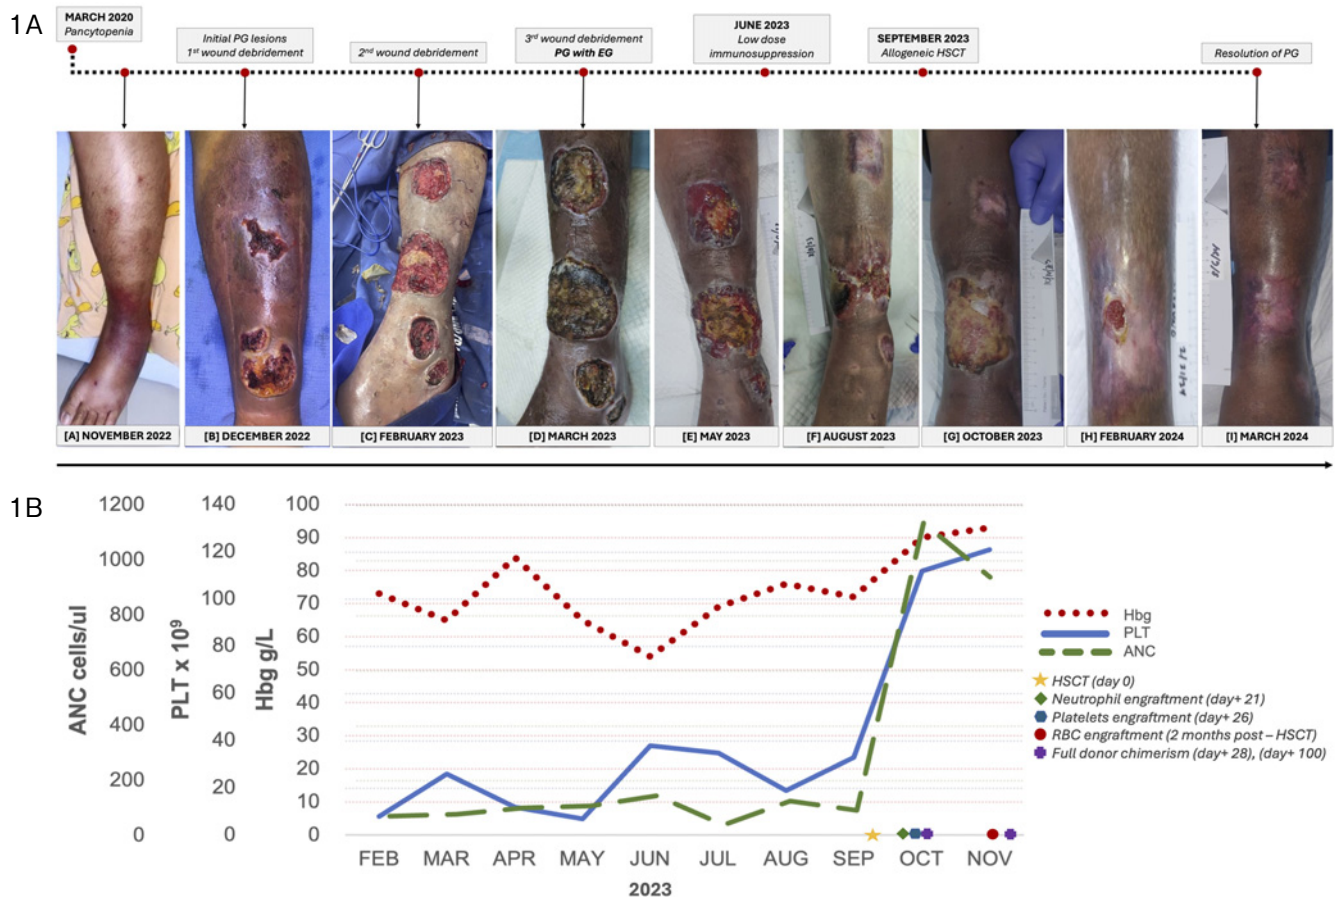 1A
MARCH 2020
Pancytopenia
Initial PG lesions
1st wound debridement
2nd wound debridement
3rd wound debridement
PG with EG
JUNE 2023
Low dose
immunosuppression
SEPTEMBER 2023
Allogeneic HSCT
Resolution of PG
[A] NOVEMBER 2022
[B] DECEMBER 2022
[C] FEBRUARY 2023
[D] MARCH 2023
[E] MAY 2023
[F] AUGUST 2023
[G] OCTOBER 2023
[H] FEBRUARY 2024
[I] MARCH 2024
1B
ANC cells/ul
1200
1000
800
600
400
200
0
PLT x 10⁹
140
120
100
80
60
40
20
0
Hbg g/L
100
90
80
70
60
50
40
30
20
10
0
FEB MAR APR MAY JUN JUL AUG SEP OCT NOV
2023
Hbg
PLT
ANC
HSCT (day 0)
Neutrophil engraftment (day+ 21)
Platelets engraftment (day+ 26)
RBC engraftment (2 months post – HSCT)
Full donor chimerism (day+ 28), (day+ 100)